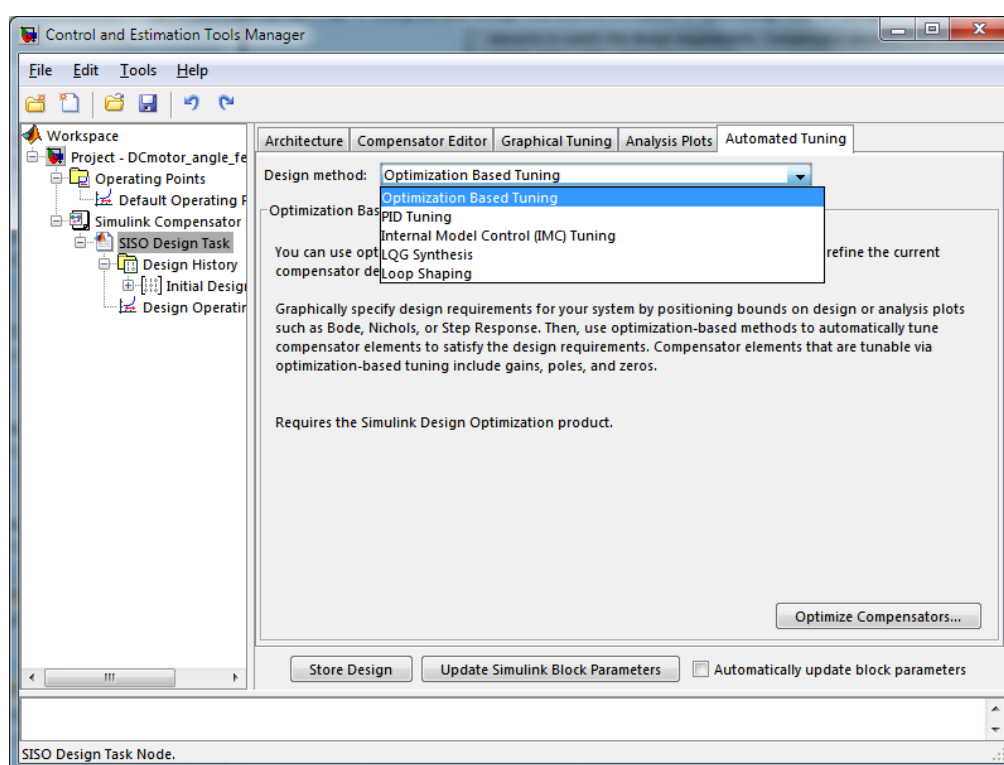 Control and Estimation Tools Manager
File Edit Tools Help
Workspace
Project - DCmotor_angle_fe
Operating Points
Default Operating P
Simulink Compensator
SISO Design Task
Design History
Initial Desig
Design Operatin
Architecture Compensator Editor Graphical Tuning Analysis Plots Automated Tuning
Design method: Optimization Based Tuning
Optimization Based Tuning
PID Tuning
Internal Model Control (IMC) Tuning
LQG Synthesis
Loop Shaping
Optimization Bas
You can use opt refine the current
compensator de
Graphically specify design requirements for your system by positioning bounds on design or analysis plots
such as Bode, Nichols, or Step Response. Then, use optimization-based methods to automatically tune
compensator elements to satisfy the design requirements. Compensator elements that are tunable via
optimization-based tuning include gains, poles, and zeros.
Requires the Simulink Design Optimization product.
Optimize Compensators...
Store Design Update Simulink Block Parameters Automatically update block parameters
SISO Design Task Node.